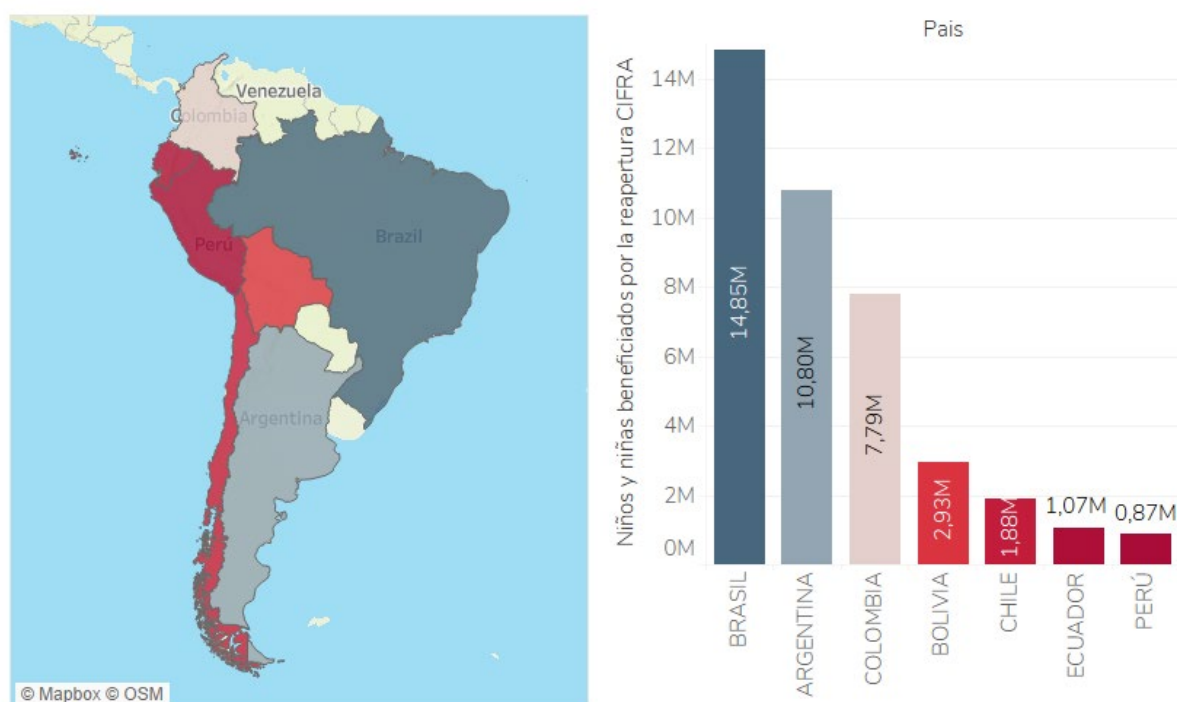 Venezuela
Colombia
Perú
Brazil
Argentina
© Mapbox © OSM
Pais
Niños y niñas beneficiados por la reapertura CIFRA
14M
12M
10M
8M
6M
4M
2M
0M
14,85M
10,80M
7,79M
2,93M
1,88M
1,07M
0,87M
BRASIL
ARGENTINA
COLOMBIA
BOLIVIA
CHILE
ECUADOR
PERÚ